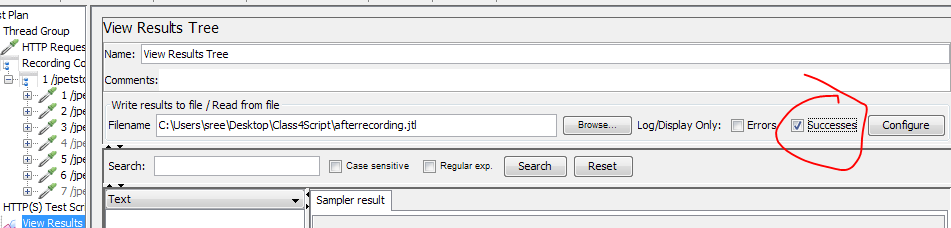 st Plan
Thread Group
HTTP Reques
Recording Co
1 /jpetsto
1 /jpe
2 /jpe
3 /jpe
4 /jpe
5 /jpe
6 /jpe
7 /jpe
HTTP(S) Test Scri
View Results
View Results Tree
Name: View Results Tree
Comments:
Write results to file / Read from file
Filename C:\Users\sree\Desktop\Class4Script\afterrecording.jtl Browse... Log/Display Only: Errors Successes Configure
Search: Case sensitive Regular exp. Search Reset
Text Sampler result